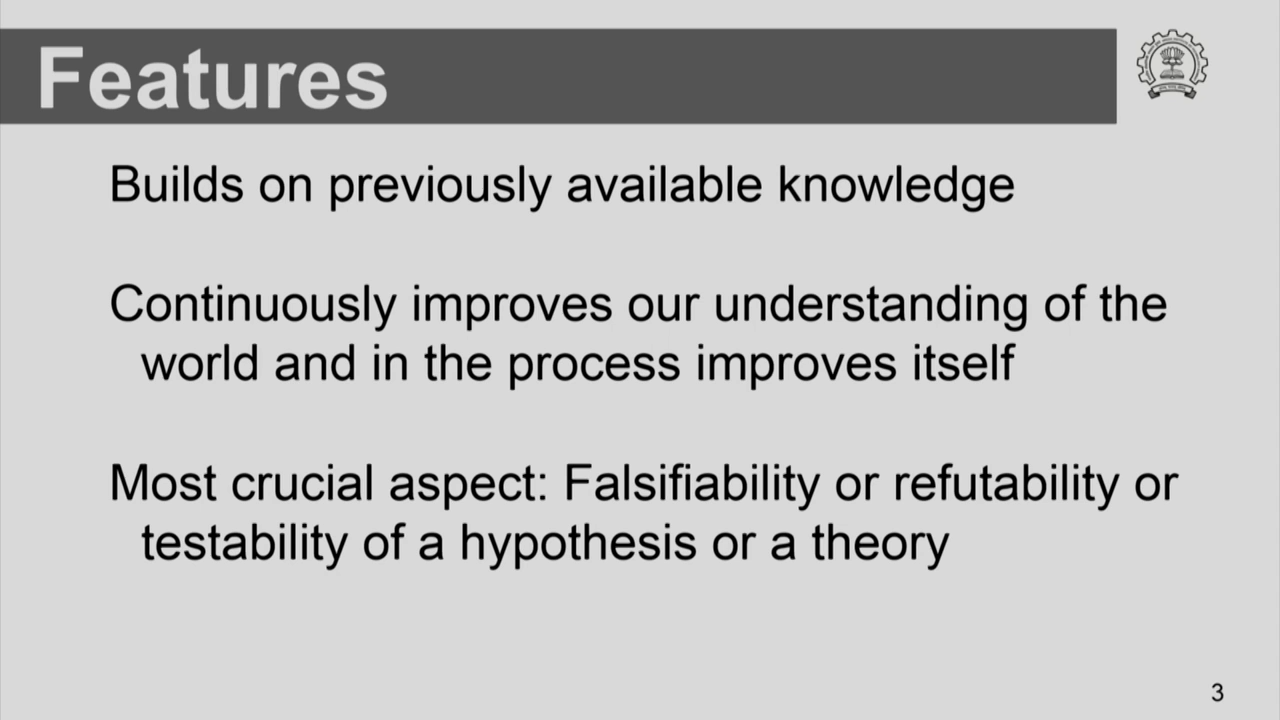 Features
Builds on previously available knowledge
Continuously improves our understanding of the
world and in the process improves itself
Most crucial aspect: Falsifiability or refutability or
testability of a hypothesis or a theory
3